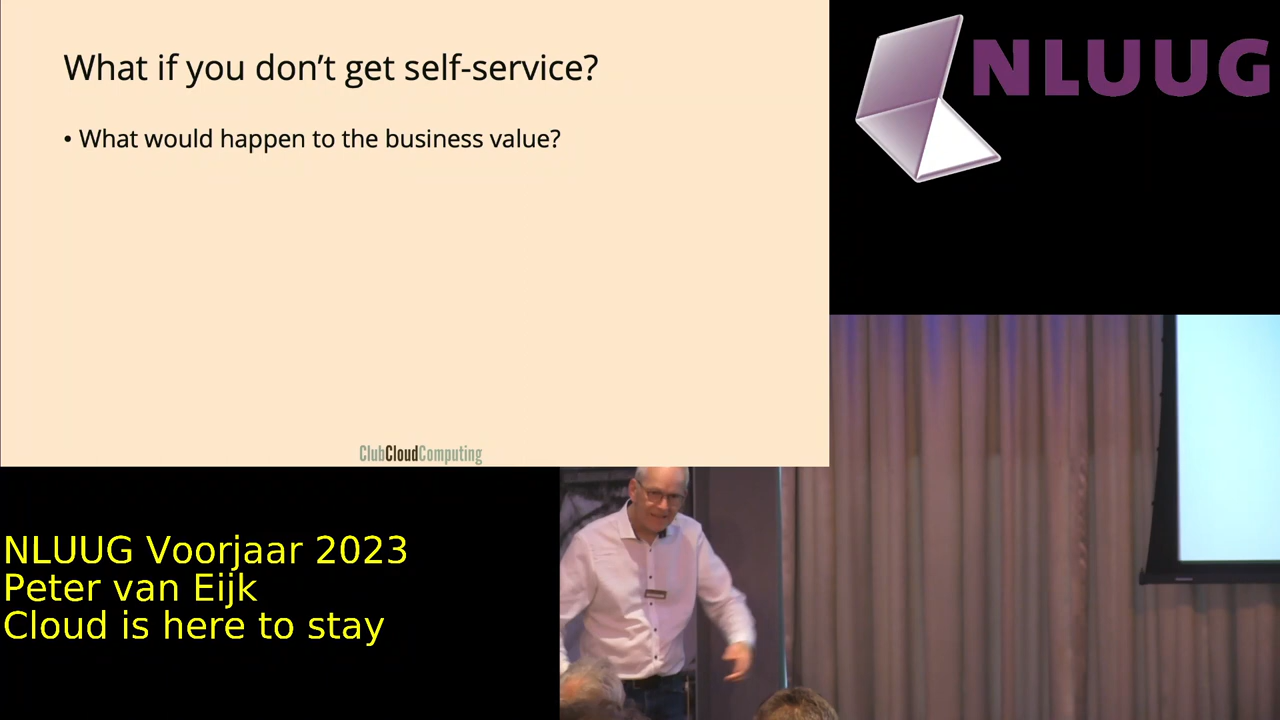 What if you don't get self-service?
• What would happen to the business value?
ClubCloudComputing
NLUUG
NLUUG Voorjaar 2023
Peter van Eijk
Cloud is here to stay